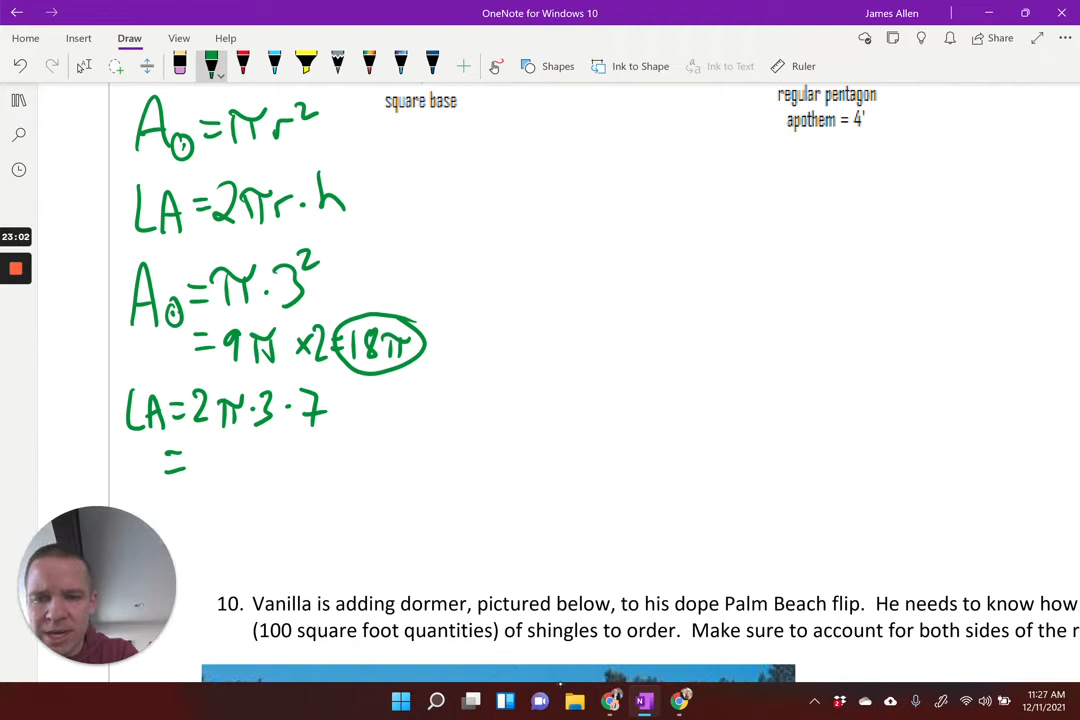 OneNote for Windows 10
James Allen
Home Insert Draw View Help
Share
Shapes Ink to Shape Ink to Text Ruler
square base
regular pentagon
apothem = 4'
A⊙ = πr²
LA = 2πr·h
23:02
A⊙ = π·3²
= 9π ×2 = 18π
LA = 2π·3·7
=
10. Vanilla is adding dormer, pictured below, to his dope Palm Beach flip. He needs to know how
(100 square foot quantities) of shingles to order. Make sure to account for both sides of the r
11:27 AM
12/11/2021